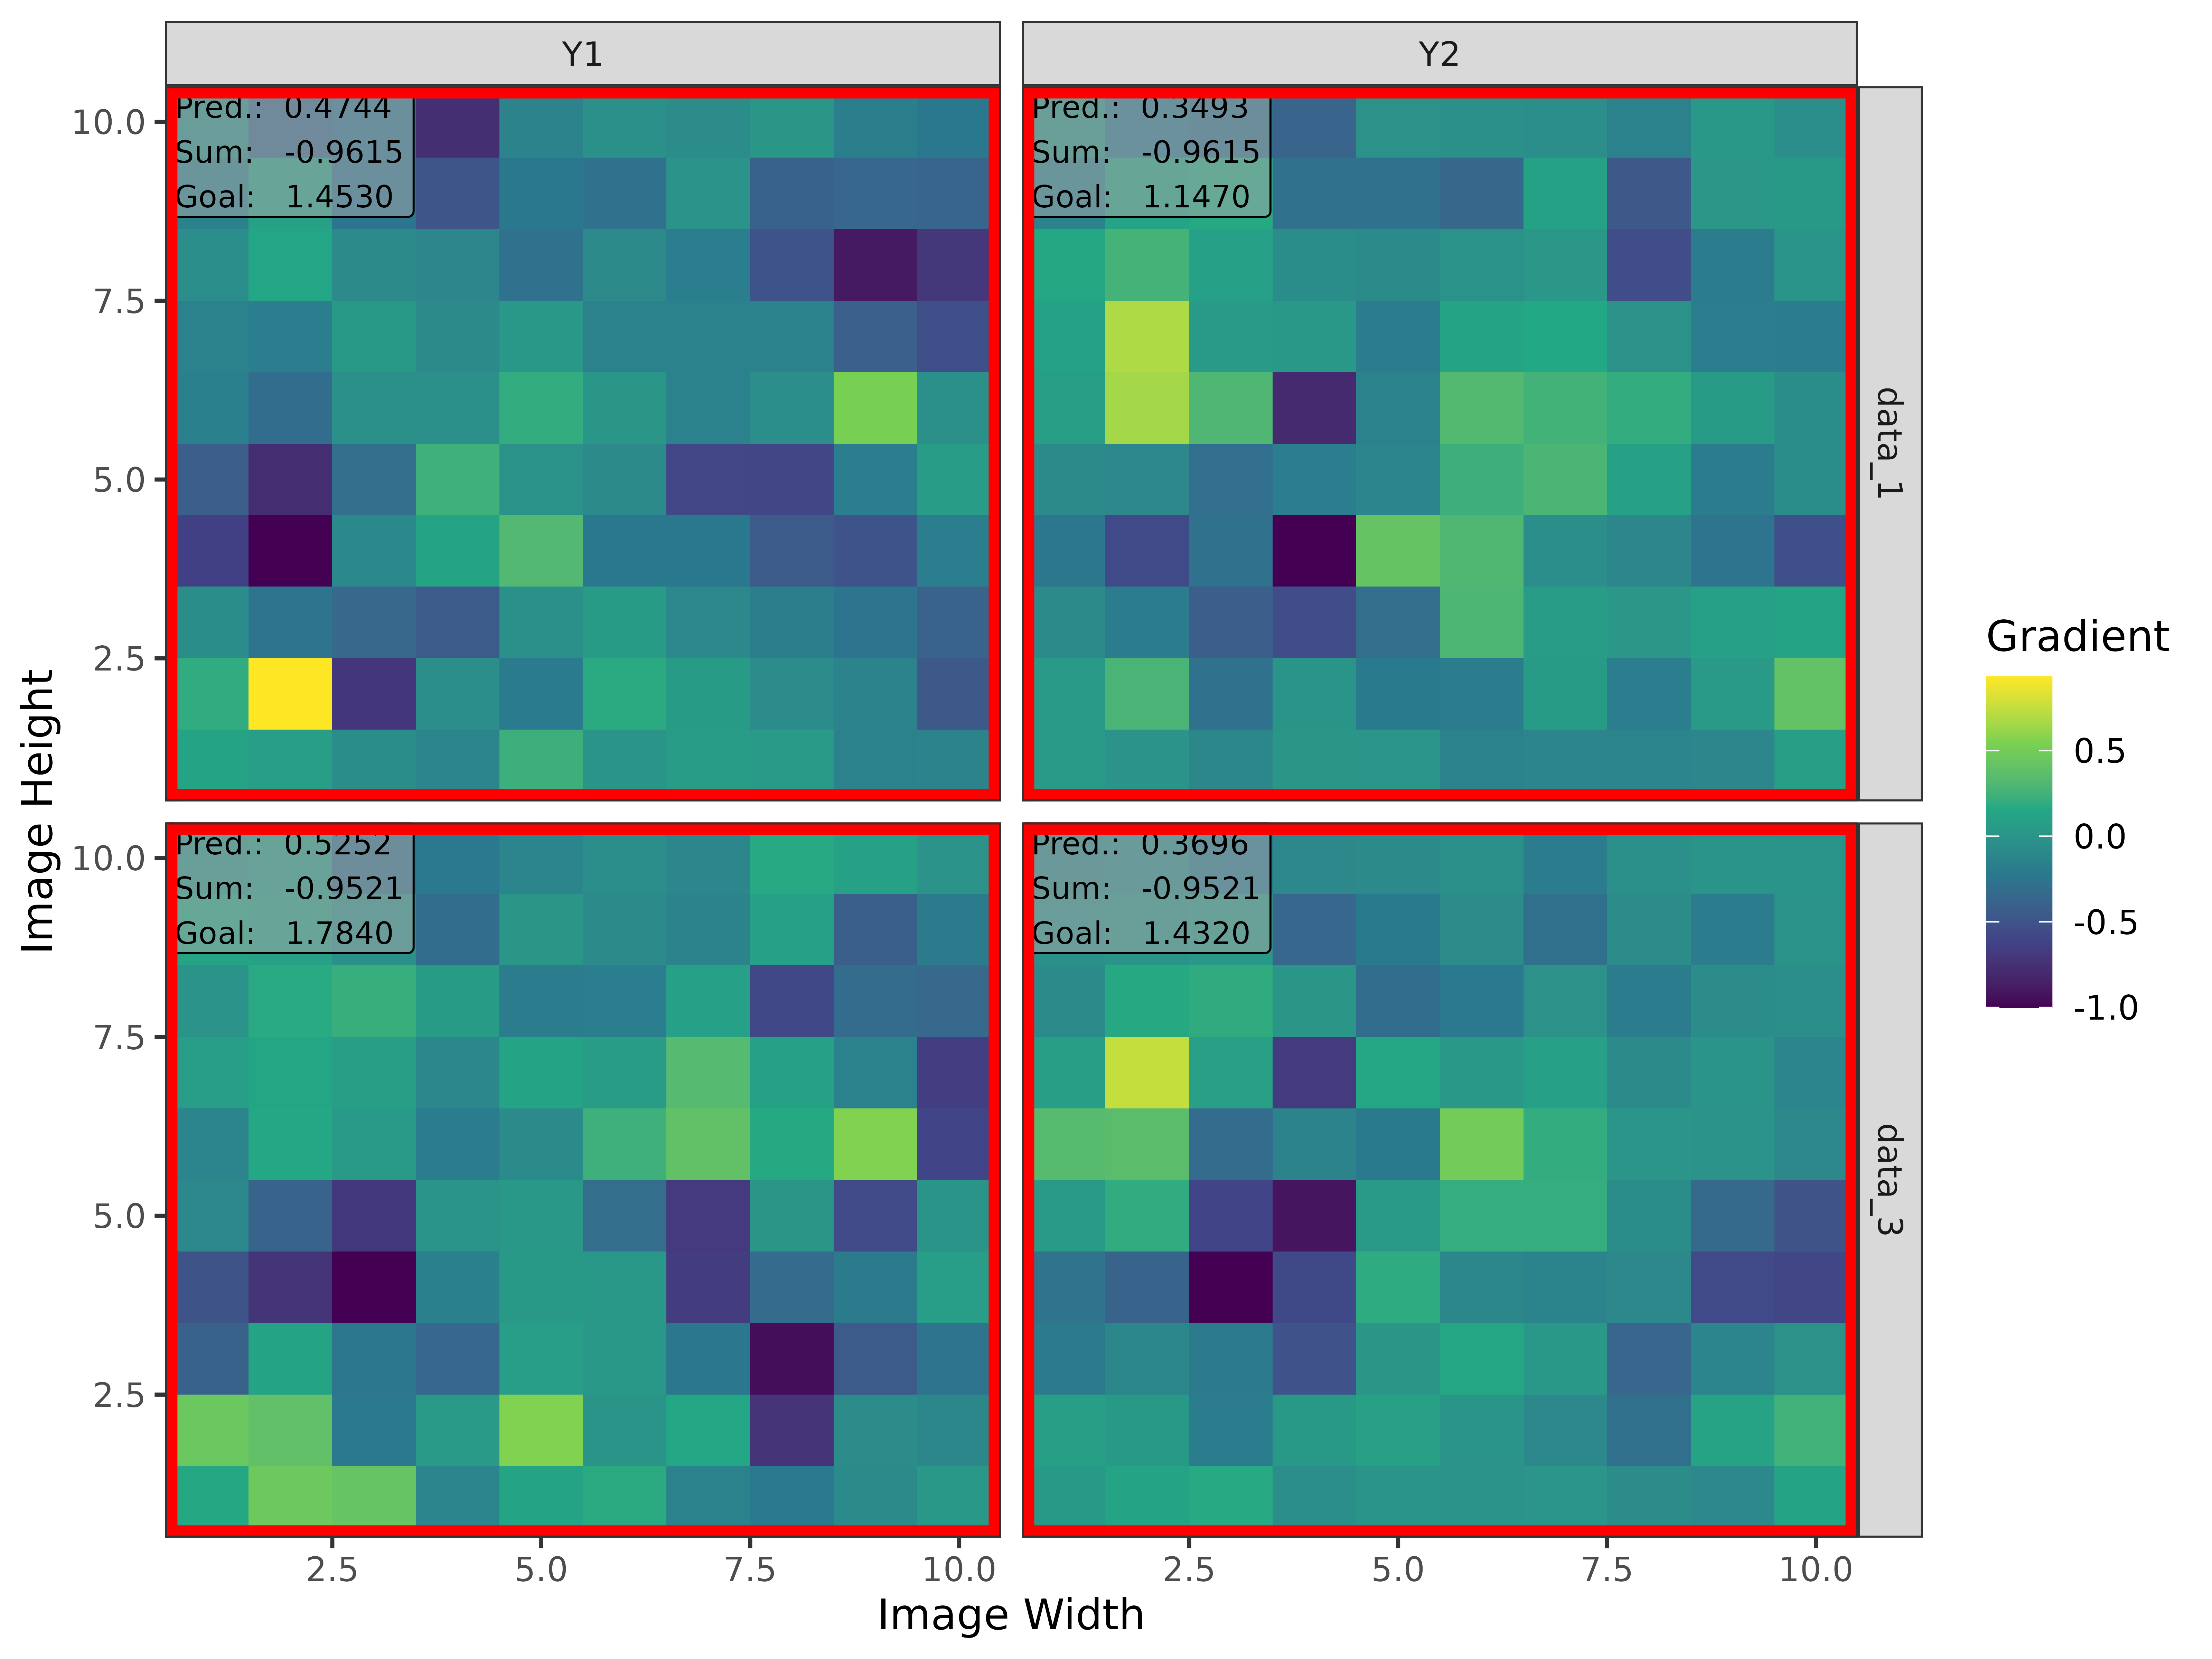 Y1
Y2
Pred.: 0.4744
Sum: -0.9615
Goal: 1.4530
Pred.: 0.3493
Sum: -0.9615
Goal: 1.1470
data_1
10.0
7.5
5.0
2.5
Image Height
Pred.: 0.5252
Sum: -0.9521
Goal: 1.7840
Pred.: 0.3696
Sum: -0.9521
Goal: 1.4320
data_3
10.0
7.5
5.0
2.5
2.5 5.0 7.5 10.0
2.5 5.0 7.5 10.0
Image Width
Gradient
0.5
0.0
-0.5
-1.0